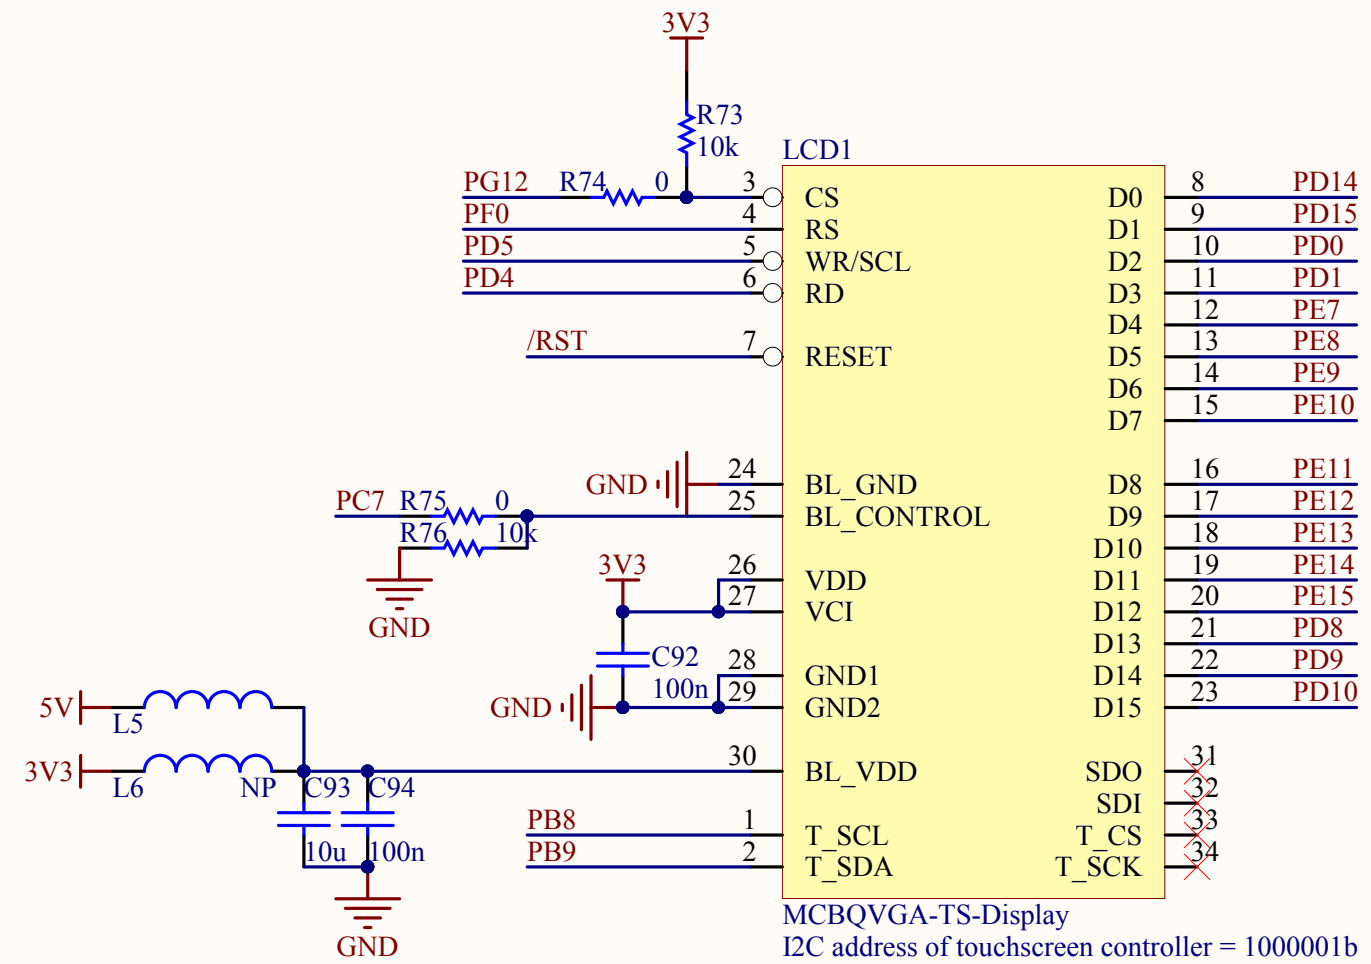 3V3
R73
10k
LCD1
PG12 R74 0 3 CS D0 8 PD14
PF0 4 RS D1 9 PD15
PD5 5 WR/SCL D2 10 PD0
PD4 6 RD D3 11 PD1
D4 12 PE7
/RST 7 RESET D5 13 PE8
D6 14 PE9
D7 15 PE10
GND 24 BL_GND D8 16 PE11
PC7 R75 0 25 BL_CONTROL D9 17 PE12
R76 10k D10 18 PE13
GND
3V3 26 VDD D11 19 PE14
27 VCI D12 20 PE15
D13 21 PD8
C92
100n
28 GND1 D14 22 PD9
GND 29 GND2 D15 23 PD10
5V L5
3V3 L6 NP 30 BL_VDD SDO 31
C93 C94
10u 100n
SDI 32
PB8 1 T_SCL T_CS 33
PB9 2 T_SDA T_SCK 34
GND
MCBQVGA-TS-Display
I2C address of touchscreen controller = 1000001b